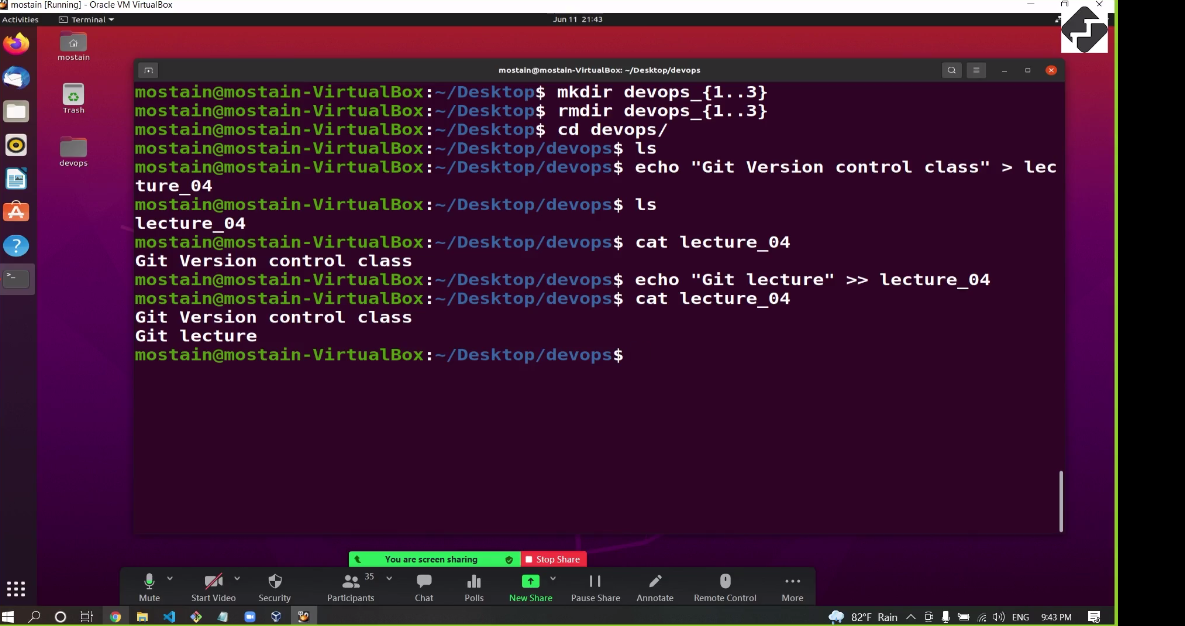 mostain [Running] - Oracle VM VirtualBox
Activities
Terminal
Jun 11 21:43
mostain
Trash
devops
mostain@mostain-VirtualBox: ~/Desktop/devops
mostain@mostain-VirtualBox:~/Desktop$ mkdir devops_{1..3}
mostain@mostain-VirtualBox:~/Desktop$ rmdir devops_{1..3}
mostain@mostain-VirtualBox:~/Desktop$ cd devops/
mostain@mostain-VirtualBox:~/Desktop/devops$ ls
mostain@mostain-VirtualBox:~/Desktop/devops$ echo "Git Version control class" > lec
ture_04
mostain@mostain-VirtualBox:~/Desktop/devops$ ls
lecture_04
mostain@mostain-VirtualBox:~/Desktop/devops$ cat lecture_04
Git Version control class
mostain@mostain-VirtualBox:~/Desktop/devops$ echo "Git lecture" >> lecture_04
mostain@mostain-VirtualBox:~/Desktop/devops$ cat lecture_04
Git Version control class
Git lecture
mostain@mostain-VirtualBox:~/Desktop/devops$
You are screen sharing
Stop Share
35
Mute
Start Video
Security
Participants
Chat
Polls
New Share
Pause Share
Annotate
Remote Control
More
82°F Rain
ENG
9:43 PM